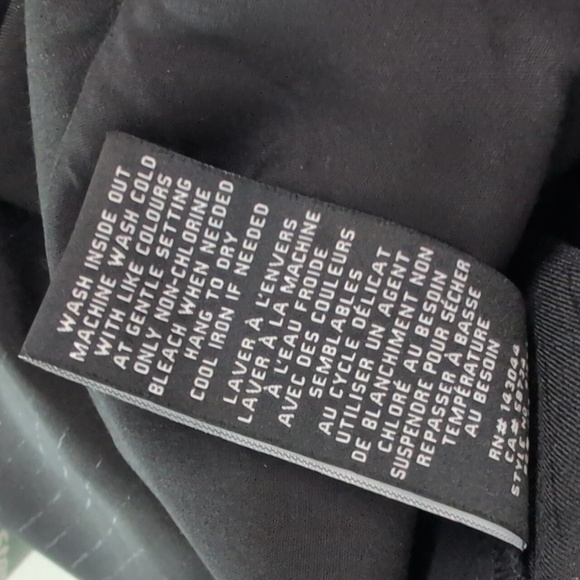 WASH INSIDE OUT
MACHINE WASH COLD
WITH LIKE COLOURS
AT GENTLE SETTING
ONLY NON-CHLORINE
BLEACH WHEN NEEDED
HANG TO DRY
COOL IRON IF NEEDED
LAVER À L'ENVERS
LAVER À LA MACHINE
À L'EAU FROIDE
AVEC DES COULEURS
SEMBLABLES
AU CYCLE DÉLICAT
UTILISER UN AGENT
DE BLANCHIMENT NON
CHLORÉ AU BESOIN
SUSPENDRE POUR SÉCHER
REPASSER À BASSE
TEMPÉRATURE
AU BESOIN
RN# 143044
CA#
STYLE NO